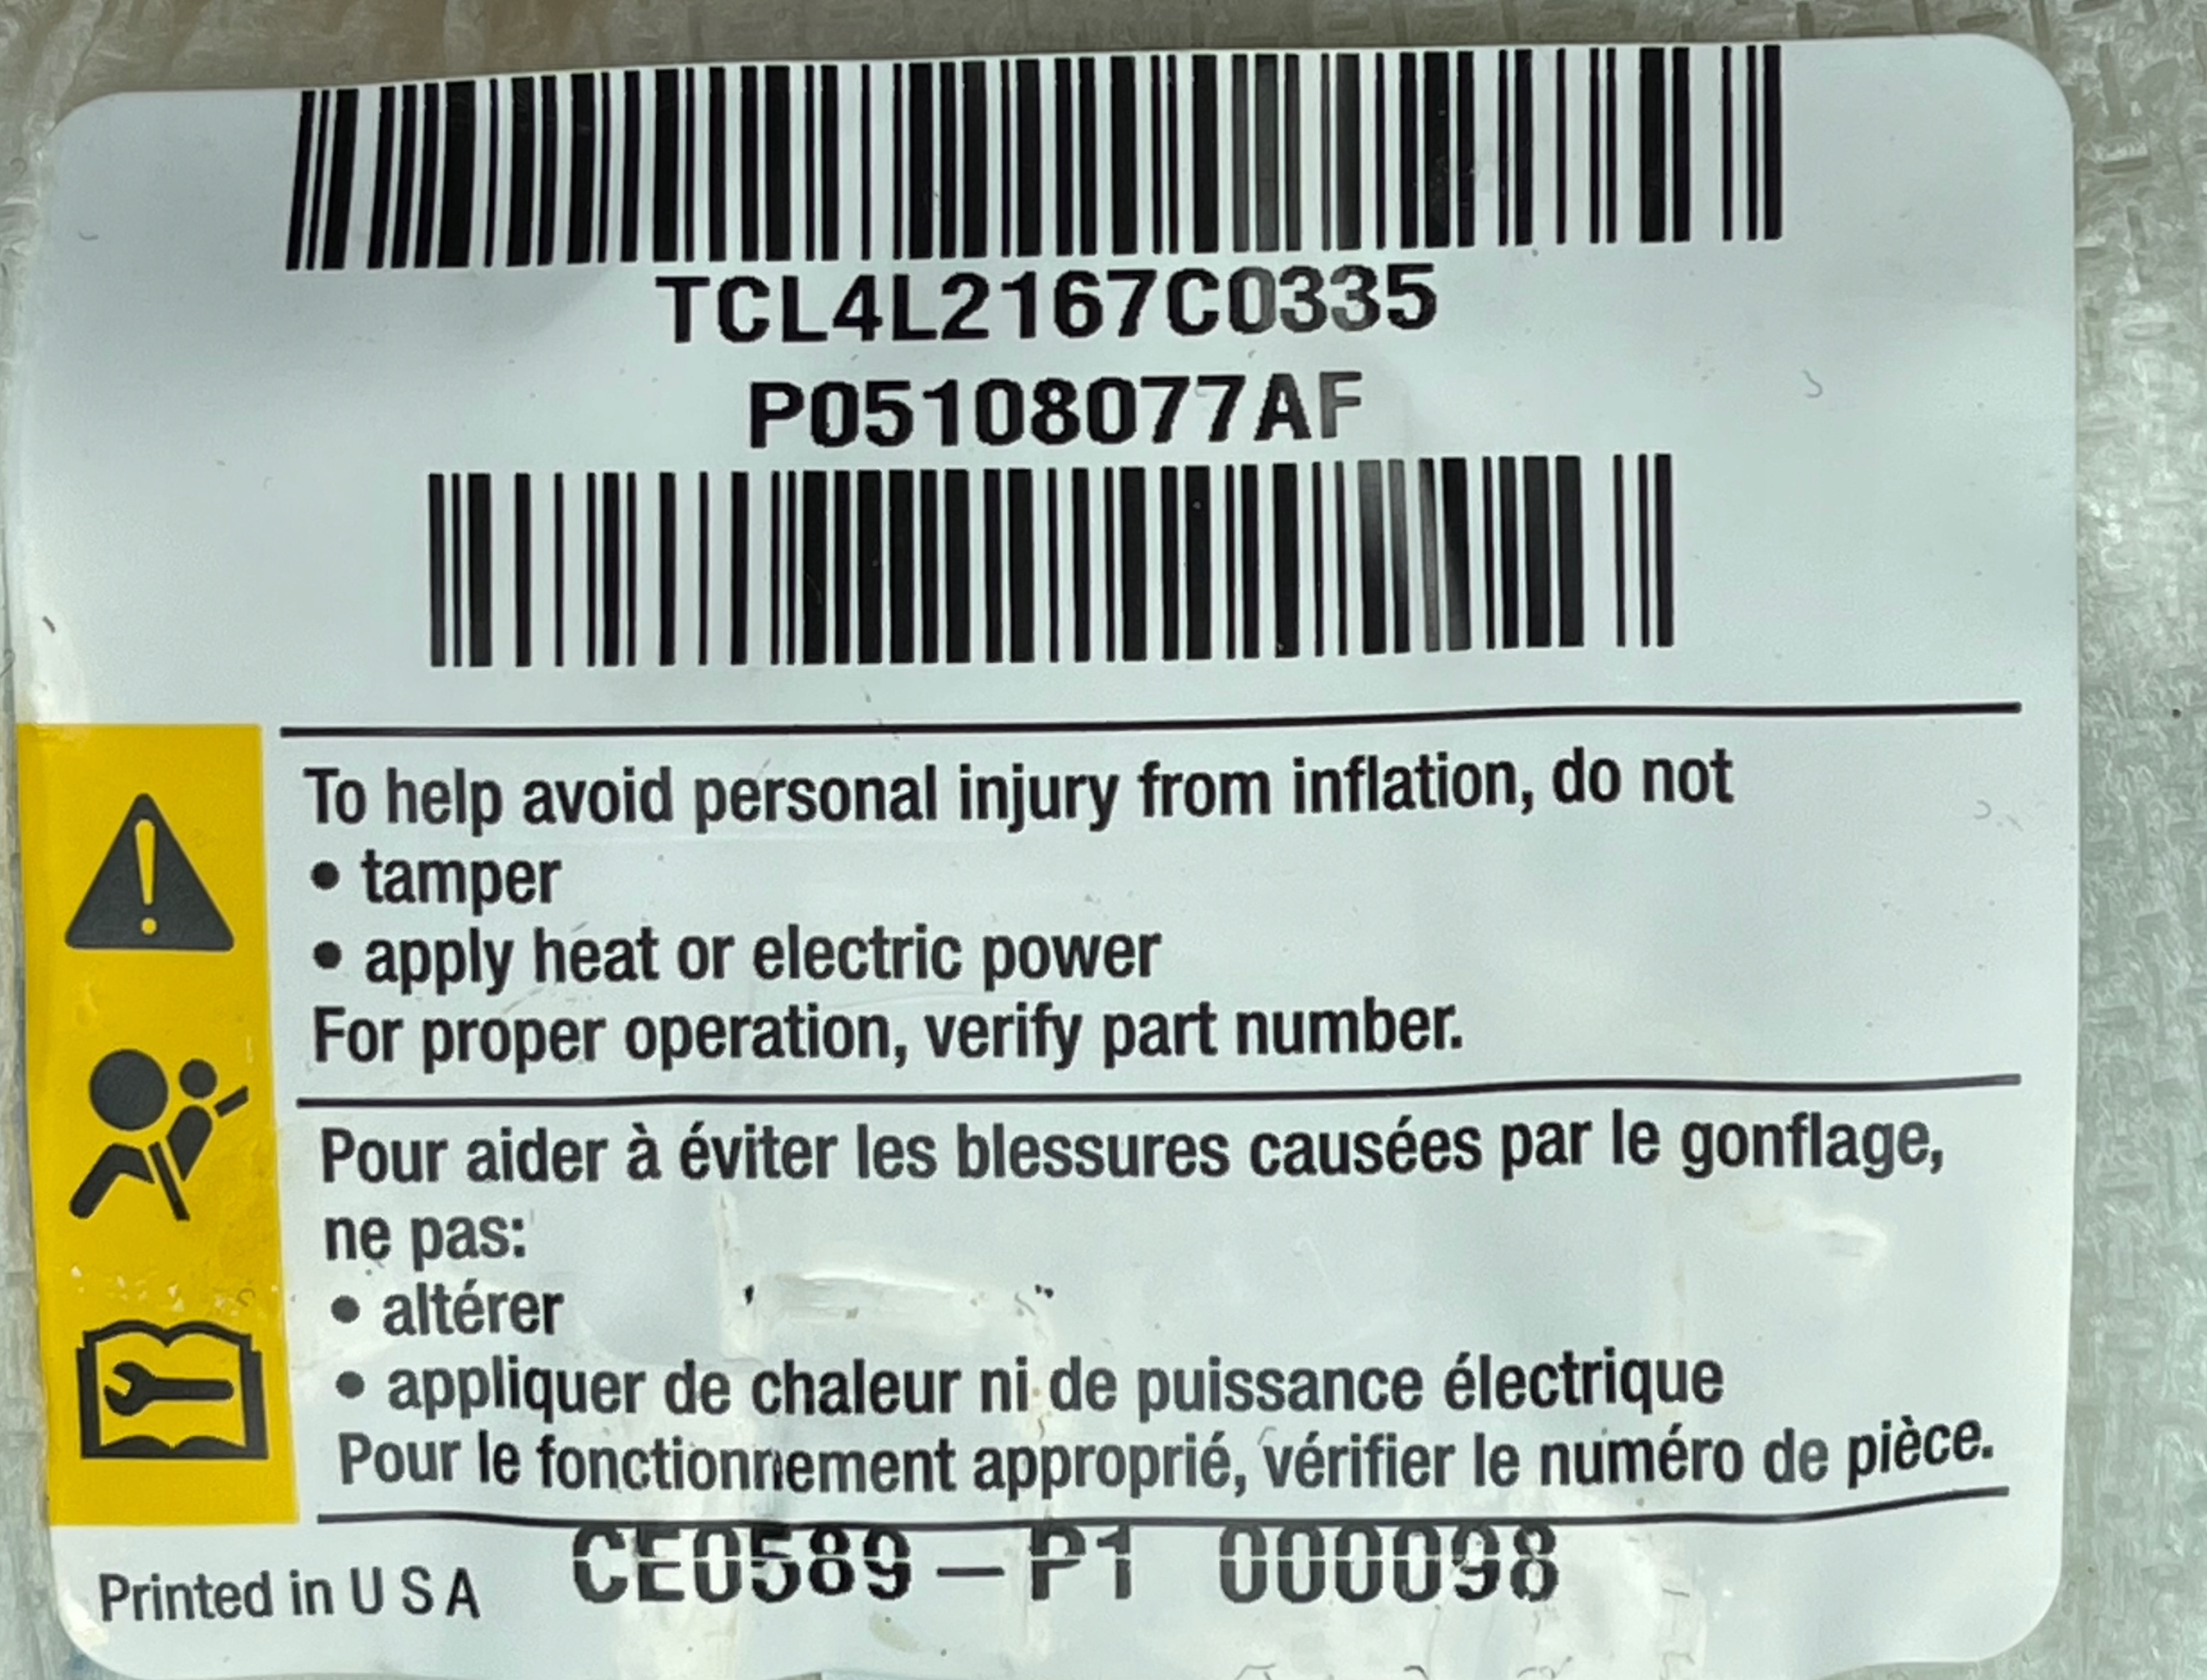 TCL4L2167C0335
P05108077AF
To help avoid personal injury from inflation, do not
• tamper
• apply heat or electric power
For proper operation, verify part number.
Pour aider à éviter les blessures causées par le gonflage,
ne pas:
• altérer
• appliquer de chaleur ni de puissance électrique
Pour le fonctionnement approprié, vérifier le numéro de pièce.
Printed in U S A CE0589-P1 000098